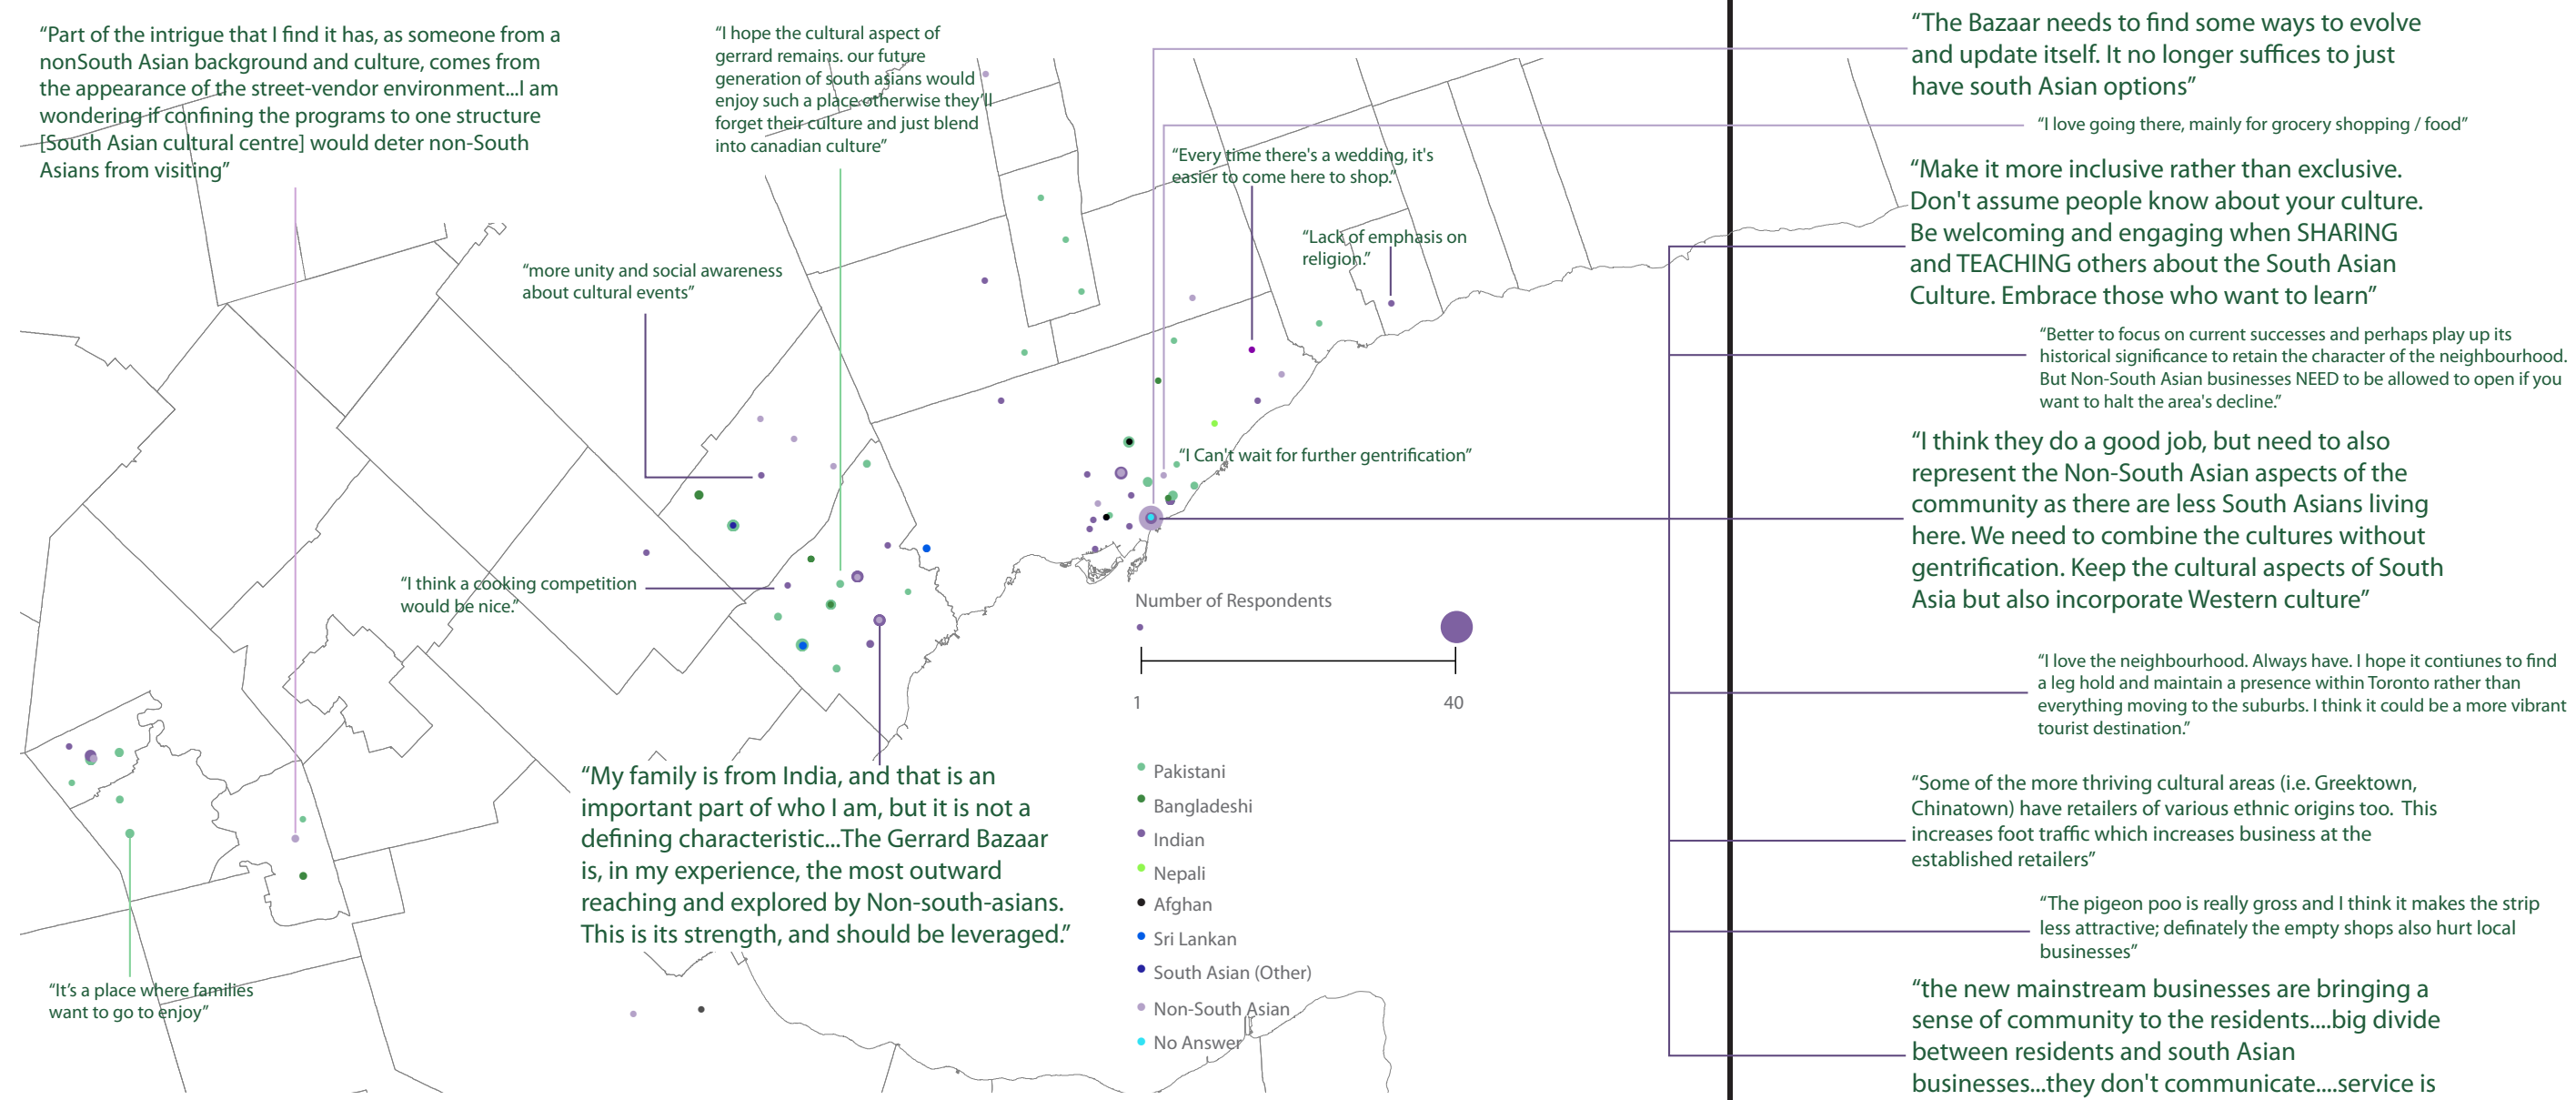 “Part of the intrigue that I find it has, as someone from a
nonSouth Asian background and culture, comes from
the appearance of the street-vendor environment...I am
wondering if confining the programs to one structure
[South Asian cultural centre] would deter non-South
Asians from visiting”
“I hope the cultural aspect of
gerrard remains. our future
generation of south asians would
enjoy such a place otherwise they'll
forget their culture and just blend
into canadian culture”
“Every time there's a wedding, it's
easier to come here to shop.”
“Lack of emphasis on
religion.”
“more unity and social awareness
about cultural events”
“I Can't wait for further gentrification”
“I think a cooking competition
would be nice.”
“My family is from India, and that is an
important part of who I am, but it is not a
defining characteristic...The Gerrard Bazaar
is, in my experience, the most outward
reaching and explored by Non-south-asians.
This is its strength, and should be leveraged.”
“It’s a place where families
want to go to enjoy”
Number of Respondents
1
40
Pakistani
Bangladeshi
Indian
Nepali
Afghan
Sri Lankan
South Asian (Other)
Non-South Asian
No Answer
“The Bazaar needs to find some ways to evolve
and update itself. It no longer suffices to just
have south Asian options”
“I love going there, mainly for grocery shopping / food”
“Make it more inclusive rather than exclusive.
Don't assume people know about your culture.
Be welcoming and engaging when SHARING
and TEACHING others about the South Asian
Culture. Embrace those who want to learn”
“Better to focus on current successes and perhaps play up its
historical significance to retain the character of the neighbourhood.
But Non-South Asian businesses NEED to be allowed to open if you
want to halt the area's decline.”
“I think they do a good job, but need to also
represent the Non-South Asian aspects of the
community as there are less South Asians living
here. We need to combine the cultures without
gentrification. Keep the cultural aspects of South
Asia but also incorporate Western culture”
“I love the neighbourhood. Always have. I hope it contiunes to find
a leg hold and maintain a presence within Toronto rather than
everything moving to the suburbs. I think it could be a more vibrant
tourist destination.”
“Some of the more thriving cultural areas (i.e. Greektown,
Chinatown) have retailers of various ethnic origins too. This
increases foot traffic which increases business at the
established retailers”
“The pigeon poo is really gross and I think it makes the strip
less attractive; definately the empty shops also hurt local
businesses”
“the new mainstream businesses are bringing a
sense of community to the residents....big divide
between residents and south Asian
businesses...they don't communicate....service is